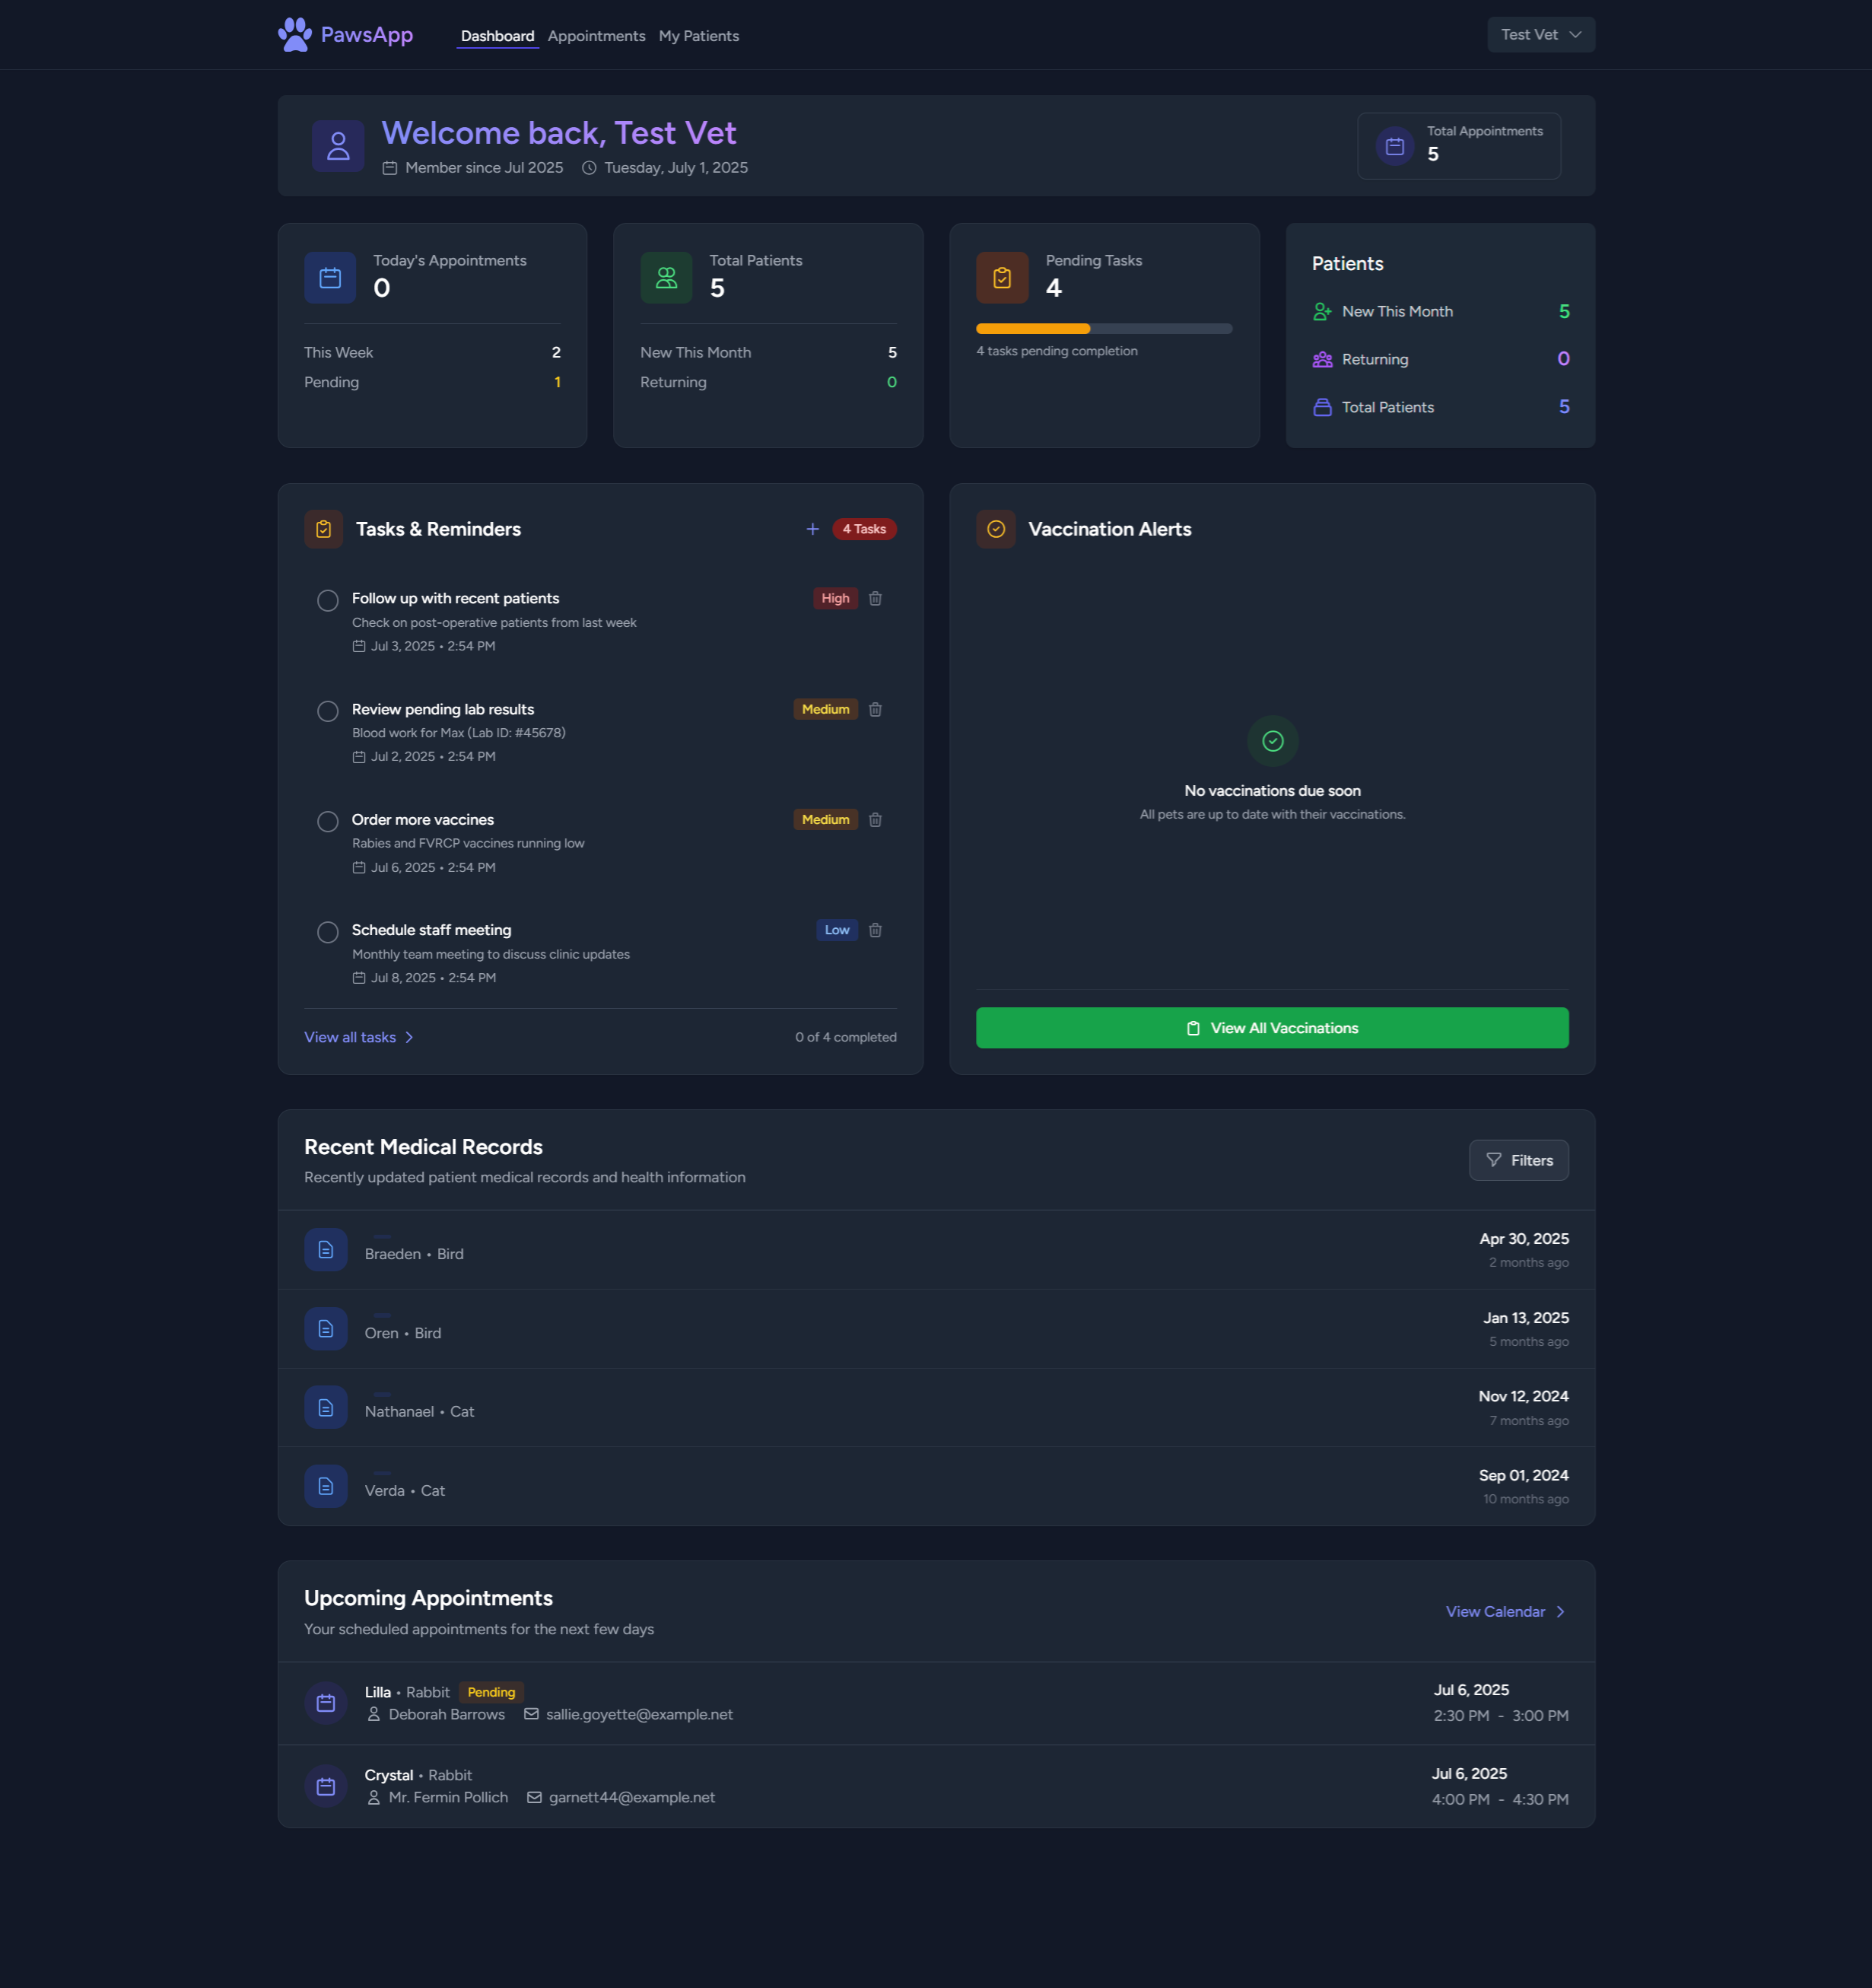 PawsApp
Dashboard Appointments My Patients
Test Vet
Welcome back, Test Vet
Member since Jul 2025 Tuesday, July 1, 2025
Total Appointments
5
Today's Appointments
0
This Week 2
Pending 1
Total Patients
5
New This Month 5
Returning 0
Pending Tasks
4
4 tasks pending completion
Patients
New This Month 5
Returning 0
Total Patients 5
Tasks & Reminders
4 Tasks
Follow up with recent patients High
Check on post-operative patients from last week
Jul 3, 2025 • 2:54 PM
Review pending lab results Medium
Blood work for Max (Lab ID: #45678)
Jul 2, 2025 • 2:54 PM
Order more vaccines Medium
Rabies and FVRCP vaccines running low
Jul 6, 2025 • 2:54 PM
Schedule staff meeting Low
Monthly team meeting to discuss clinic updates
Jul 8, 2025 • 2:54 PM
View all tasks 0 of 4 completed
Vaccination Alerts
No vaccinations due soon
All pets are up to date with their vaccinations.
View All Vaccinations
Recent Medical Records
Recently updated patient medical records and health information
Filters
Braeden • Bird
Apr 30, 2025
2 months ago
Oren • Bird
Jan 13, 2025
5 months ago
Nathanael • Cat
Nov 12, 2024
7 months ago
Verda • Cat
Sep 01, 2024
10 months ago
Upcoming Appointments
Your scheduled appointments for the next few days
View Calendar
Lilla • Rabbit Pending
Deborah Barrows sallie.goyette@example.net
Jul 6, 2025
2:30 PM - 3:00 PM
Crystal • Rabbit
Mr. Fermin Pollich garnett44@example.net
Jul 6, 2025
4:00 PM - 4:30 PM